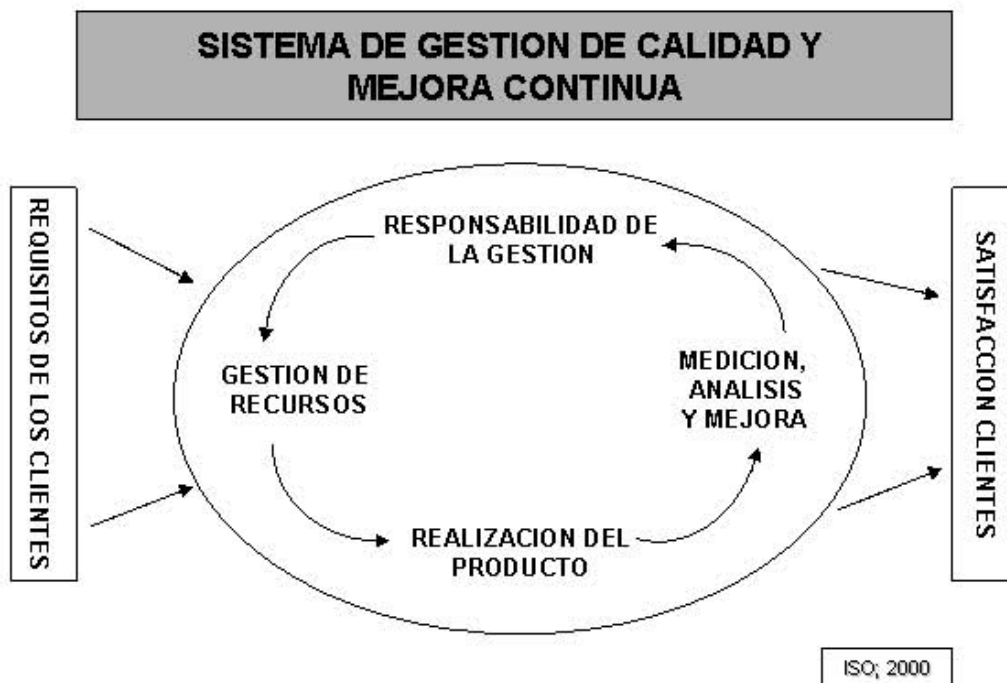 SISTEMA DE GESTION DE CALIDAD Y
MEJORA CONTINUA
REQUISITOS DE LOS CLIENTES
RESPONSABILIDAD DE
LA GESTION
GESTION DE
RECURSOS
MEDICION,
ANALISIS
Y MEJORA
REALIZACION DEL
PRODUCTO
SATISFACCION CLIENTES
ISO; 2000